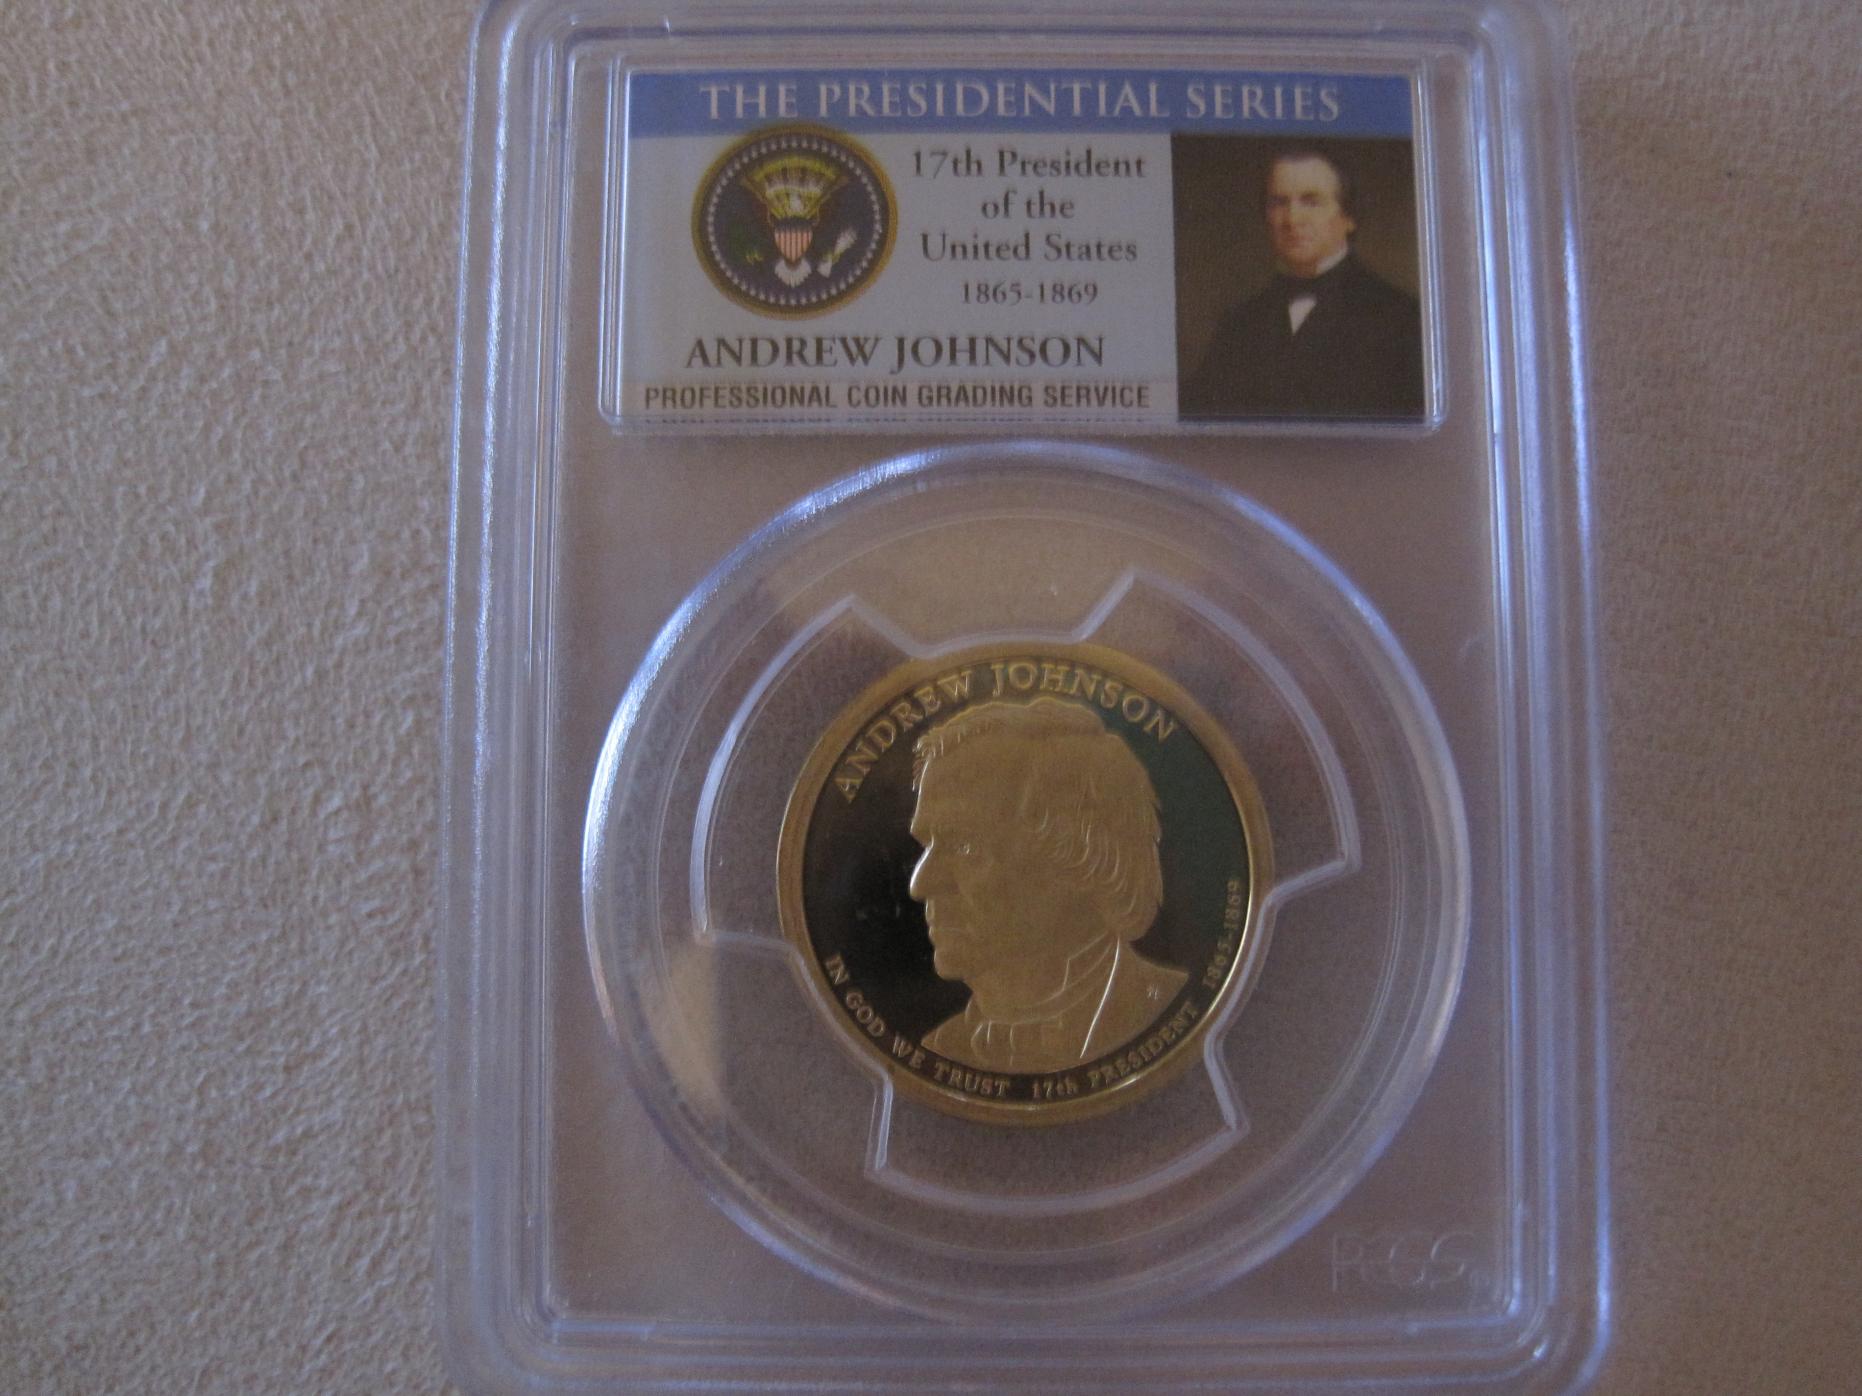 THE PRESIDENTIAL SERIES
17th President
of the
United States
1865-1869
ANDREW JOHNSON
PROFESSIONAL COIN GRADING SERVICE
ANDREW JOHNSON
IN GOD WE TRUST 17th PRESIDENT 1865-1869
PCGS